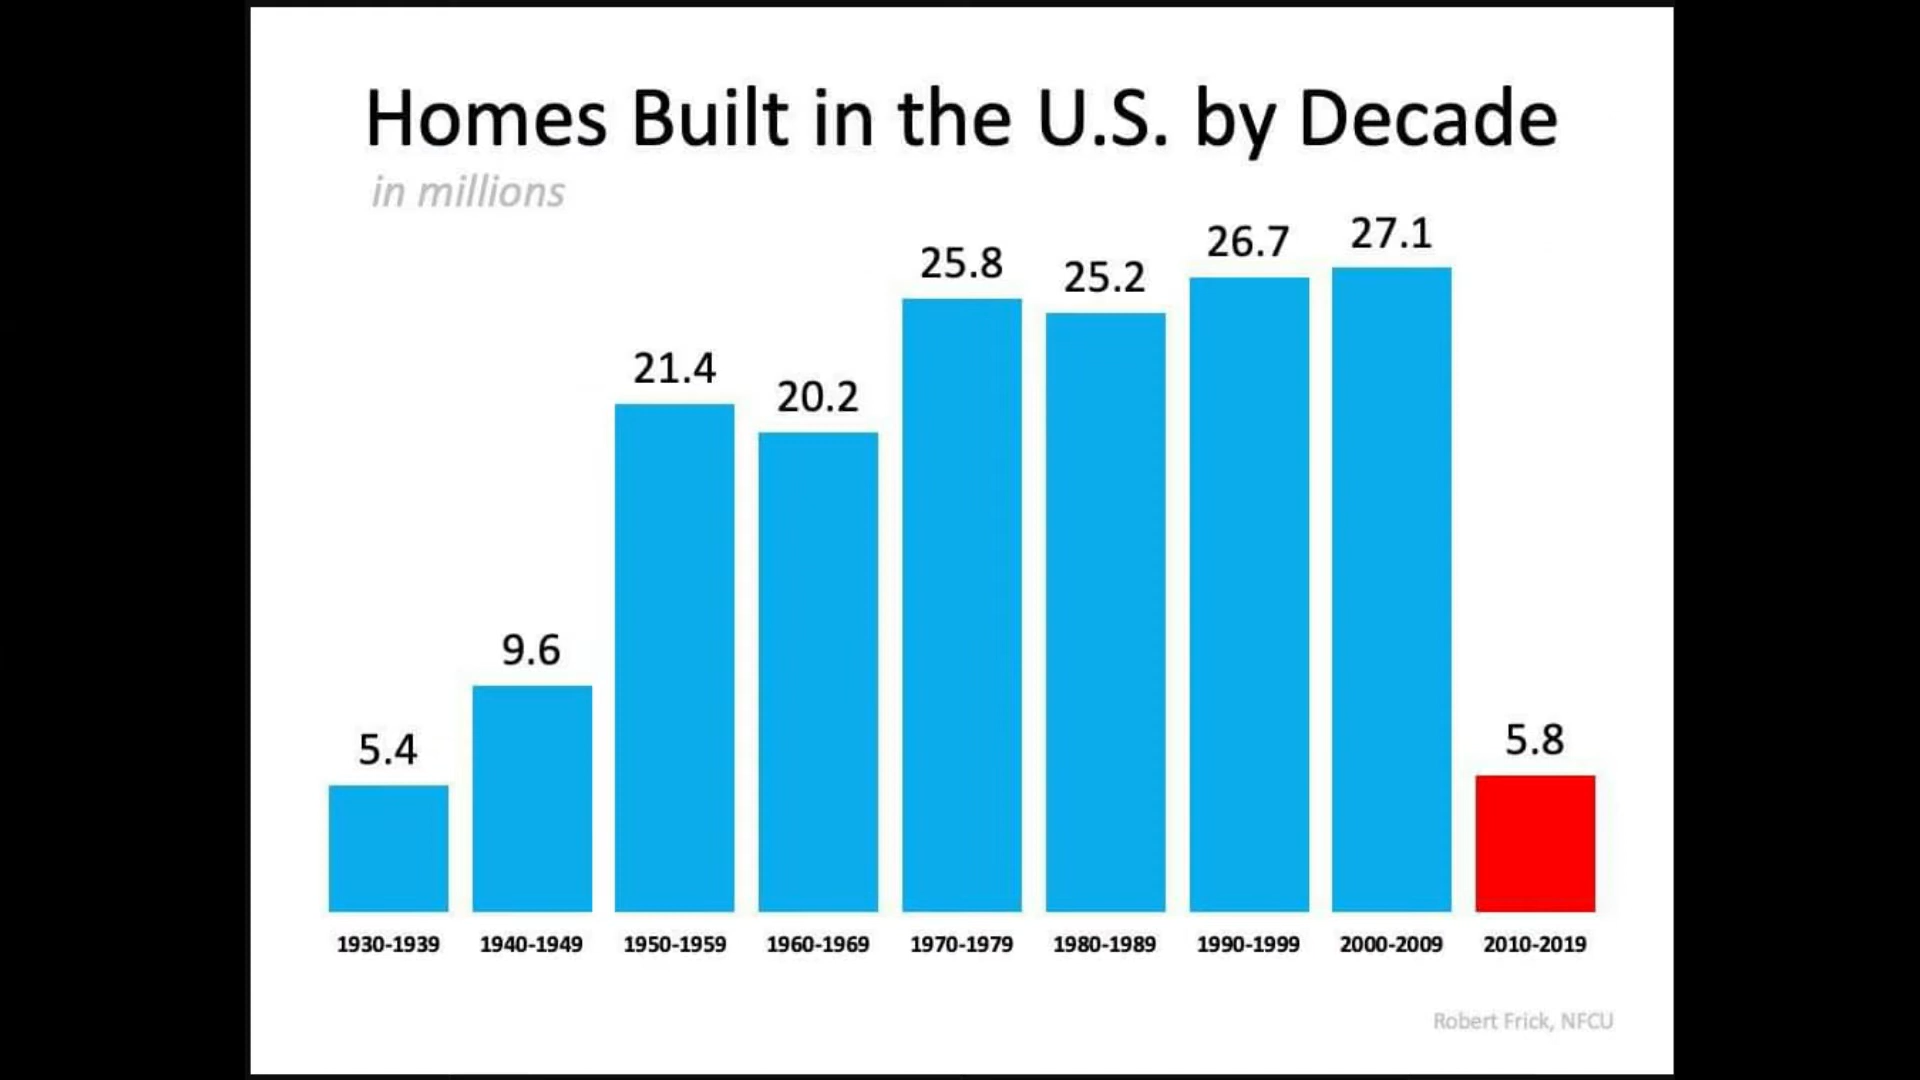 Homes Built in the U.S. by Decade
in millions
5.4
9.6
21.4
20.2
25.8
25.2
26.7
27.1
5.8
1930-1939 1940-1949 1950-1959 1960-1969 1970-1979 1980-1989 1990-1999 2000-2009 2010-2019
Robert Frick, NFCU